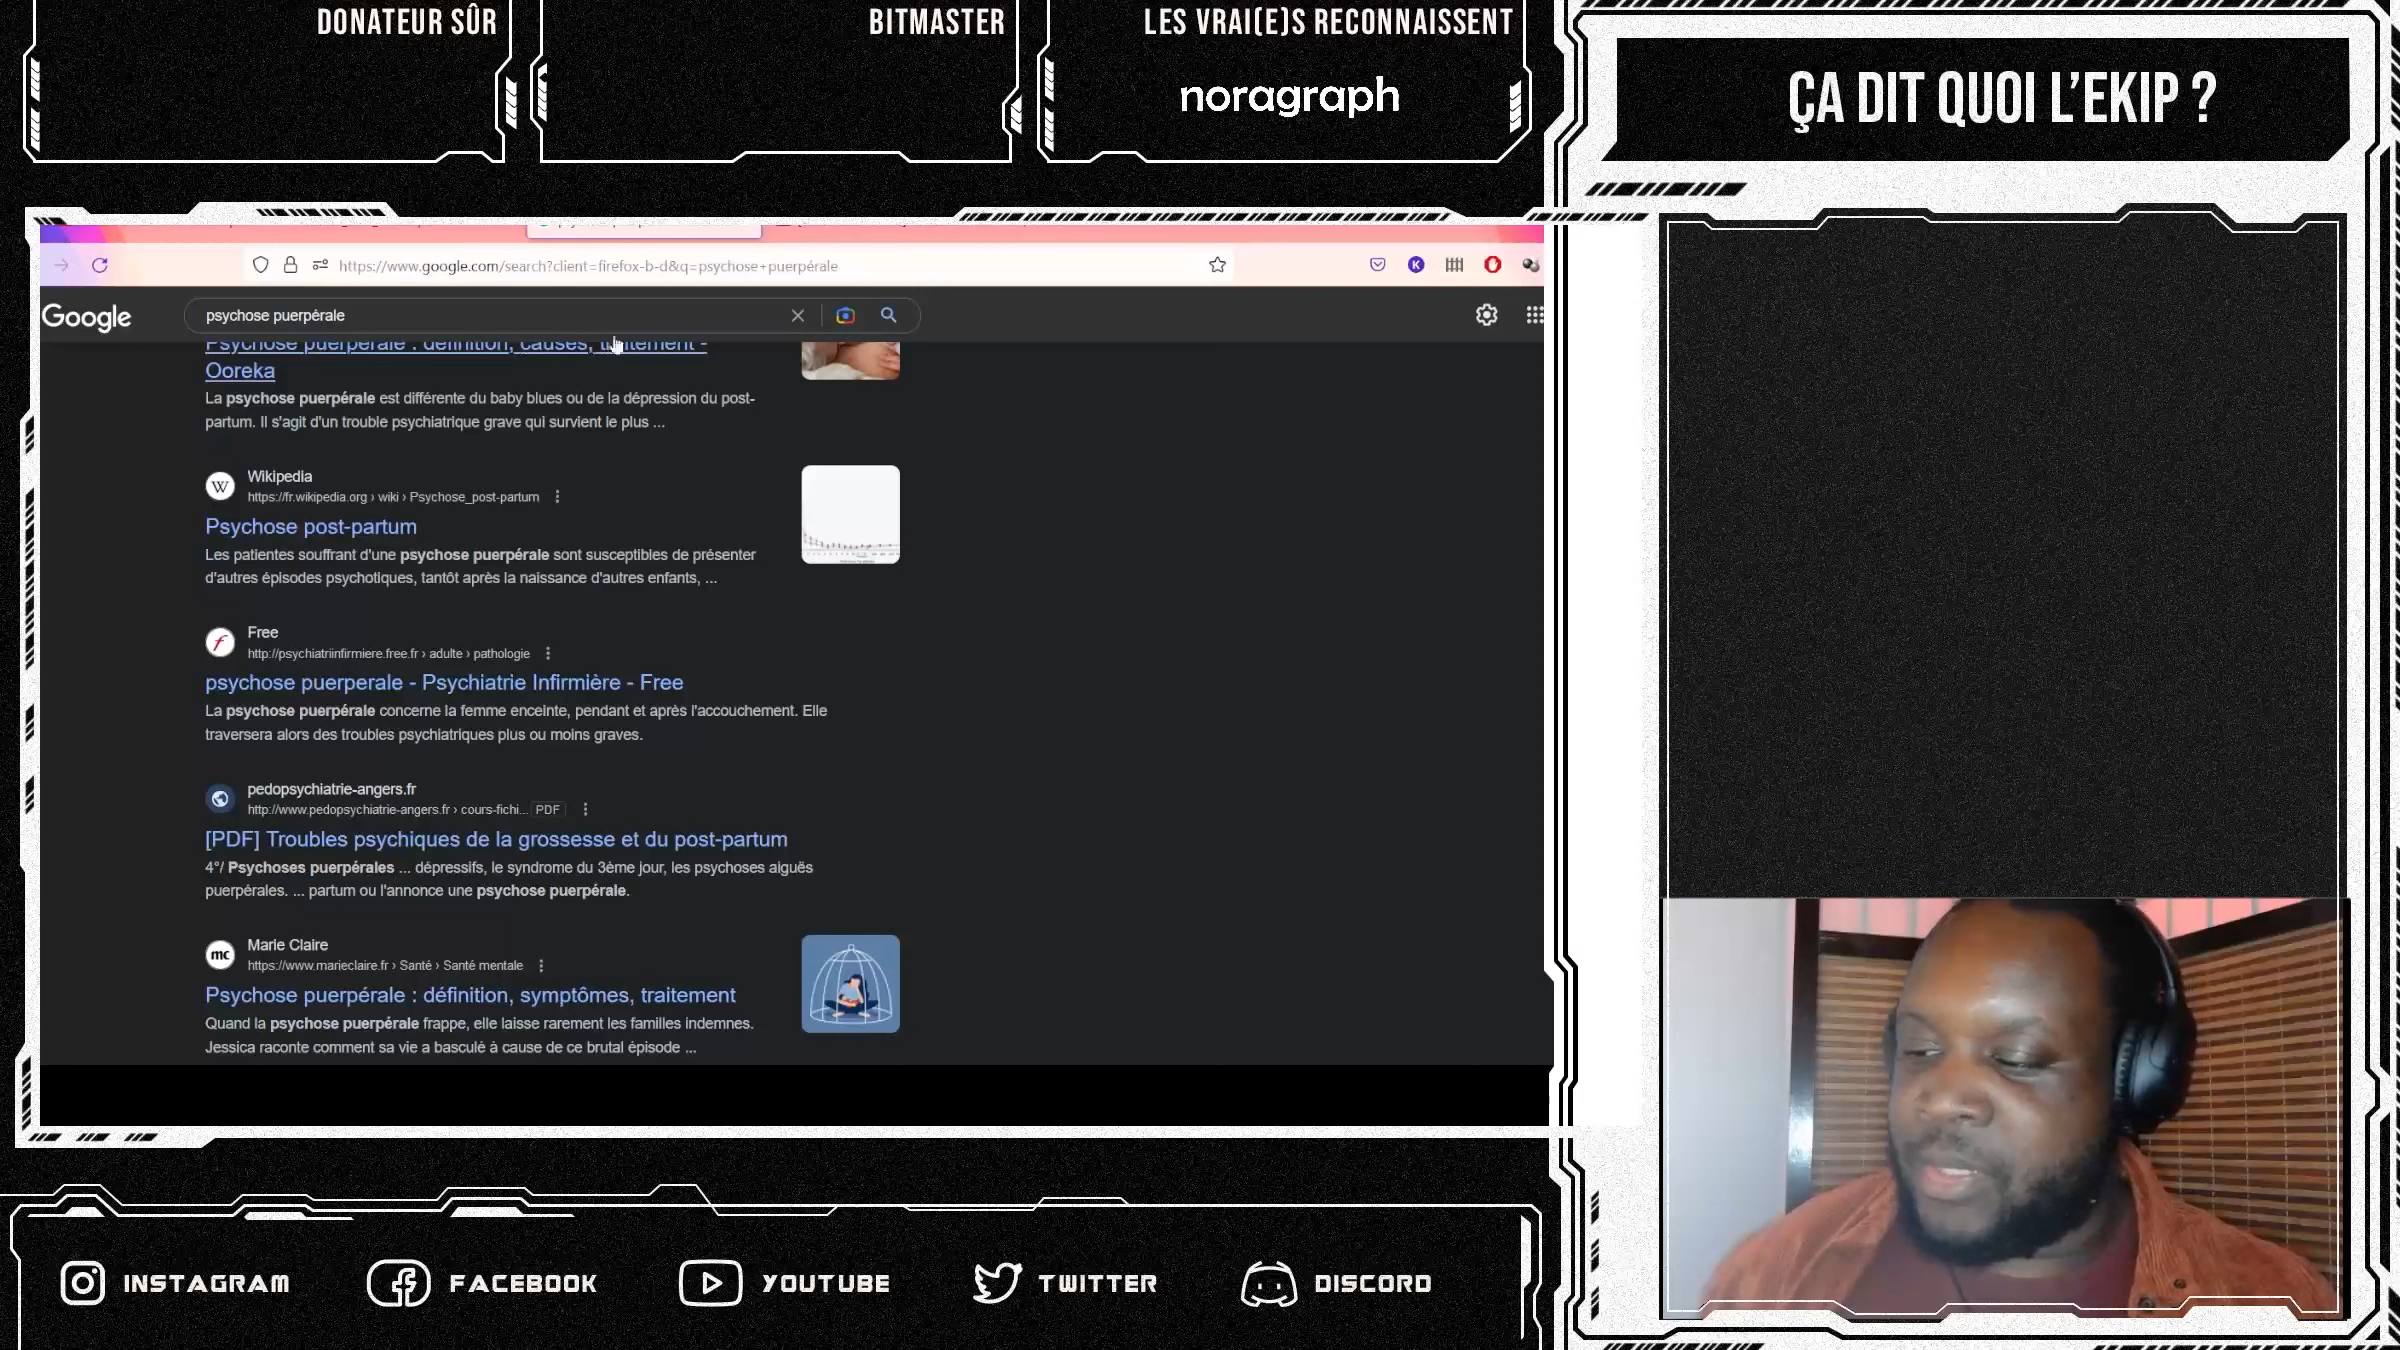 DONATEUR SÛR
BITMASTER
LES VRAI(E)S RECONNAISSENT
noragraph
ÇA DIT QUOI L'EKIP ?
https://www.google.com/search?client=firefox-b-d&q=psychose+puerpérale
K
Google
psychose puerpérale
Psychose puerpérale : définition, causes, traitement -
Ooreka
La psychose puerpérale est différente du baby blues ou de la dépression du post-
partum. Il s'agit d'un trouble psychiatrique grave qui survient le plus ...
W
Wikipedia
https://fr.wikipedia.org › wiki › Psychose_post-partum
Psychose post-partum
Les patientes souffrant d'une psychose puerpérale sont susceptibles de présenter
d'autres épisodes psychotiques, tantôt après la naissance d'autres enfants, ...
f
Free
http://psychiatriinfirmiere.free.fr › adulte › pathologie
psychose puerperale - Psychiatrie Infirmière - Free
La psychose puerpérale concerne la femme enceinte, pendant et après l'accouchement. Elle
traversera alors des troubles psychiatriques plus ou moins graves.
pedopsychiatrie-angers.fr
http://www.pedopsychiatrie-angers.fr › cours-fichi... PDF
[PDF] Troubles psychiques de la grossesse et du post-partum
4°/ Psychoses puerpérales ... dépressifs, le syndrome du 3ème jour, les psychoses aiguës
puerpérales. ... partum ou l'annonce une psychose puerpérale.
mc
Marie Claire
https://www.marieclaire.fr › Santé › Santé mentale
Psychose puerpérale : définition, symptômes, traitement
Quand la psychose puerpérale frappe, elle laisse rarement les familles indemnes.
Jessica raconte comment sa vie a basculé à cause de ce brutal épisode ...
INSTAGRAM
FACEBOOK
YOUTUBE
TWITTER
DISCORD